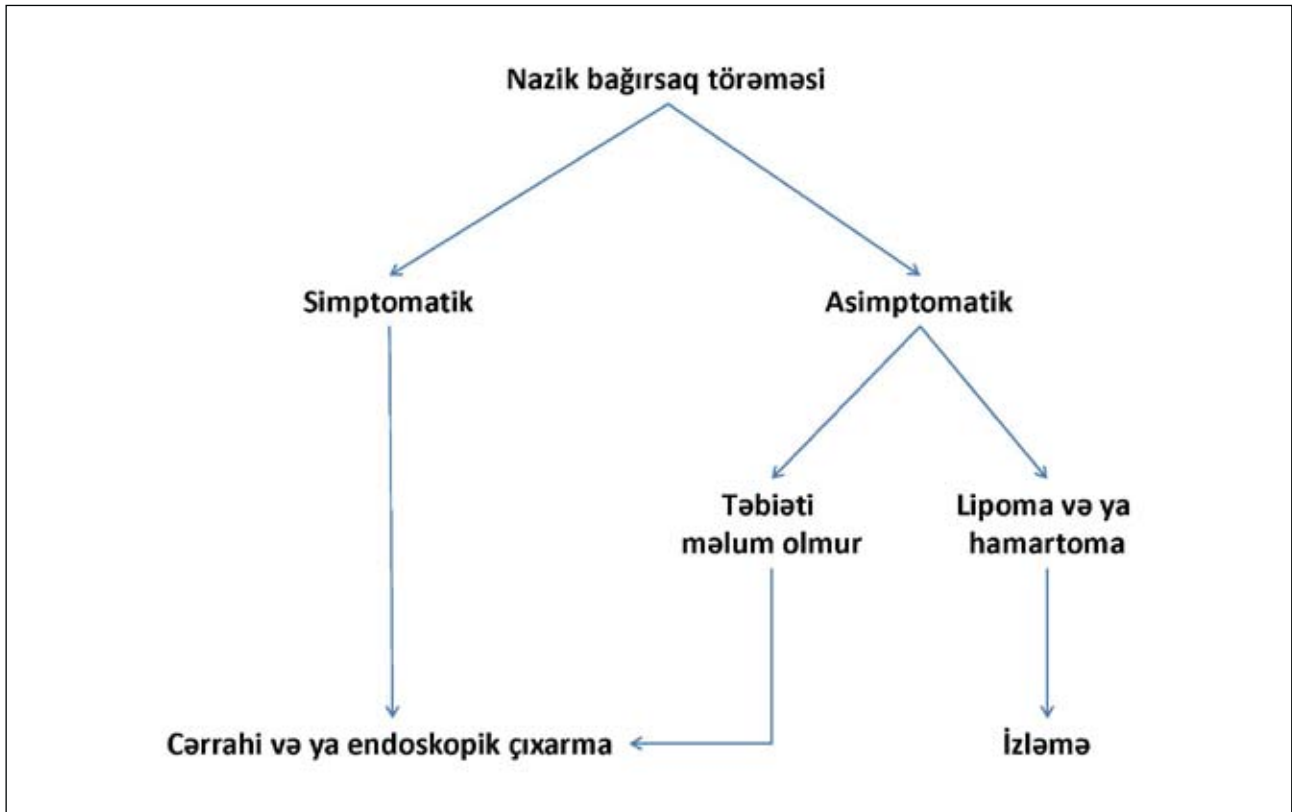 Nazik bağırsaq törəməsi
Simptomatik
Asimptomatik
Təbiəti
məlum olmur
Lipoma və ya
hamartoma
Cərrahi və ya endoskopik çıxarma
İzləmə